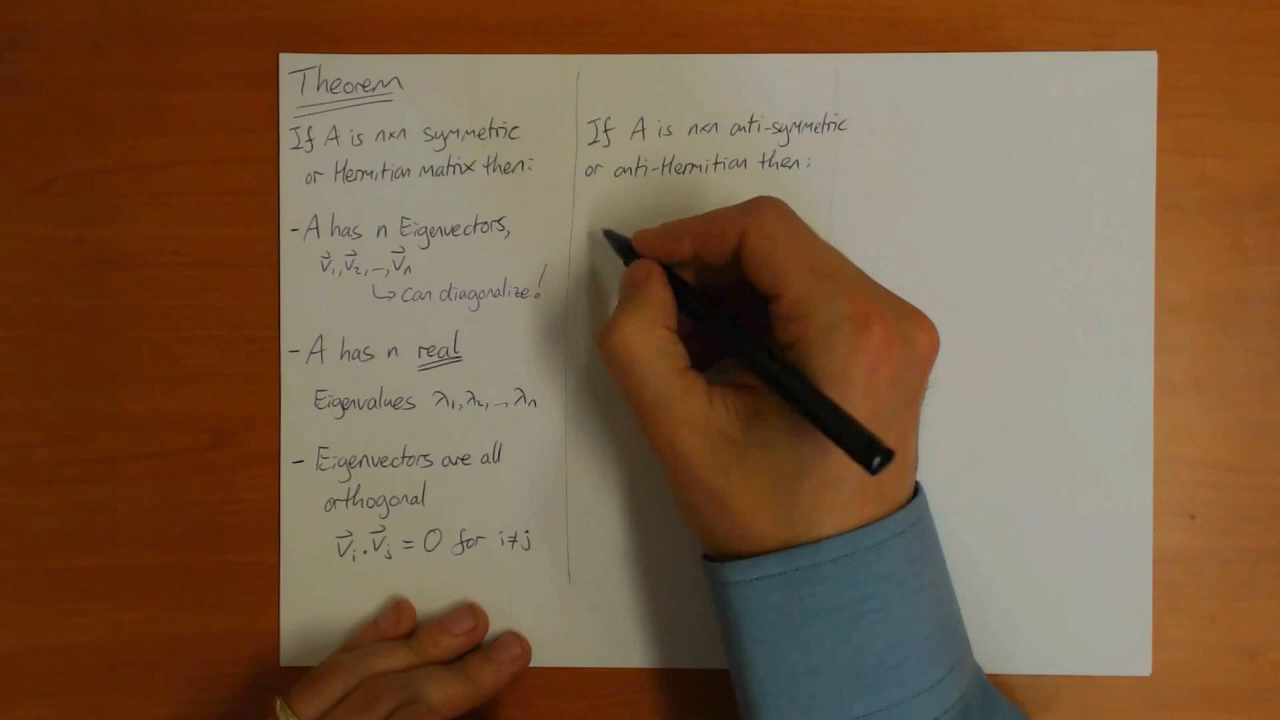 Theorem
If A is n×n symmetric
or Hermitian matrix then:
- A has n Eigenvectors,
v⃗₁, v⃗₂, ..., v⃗ₙ
↳ can diagonalize!
- A has n real
Eigenvalues λ₁, λ₂, ..., λₙ
- Eigenvectors are all
orthogonal
v⃗ᵢ · v⃗ⱼ = 0 for i≠j
If A is n×n anti-symmetric
or anti-Hermitian then: